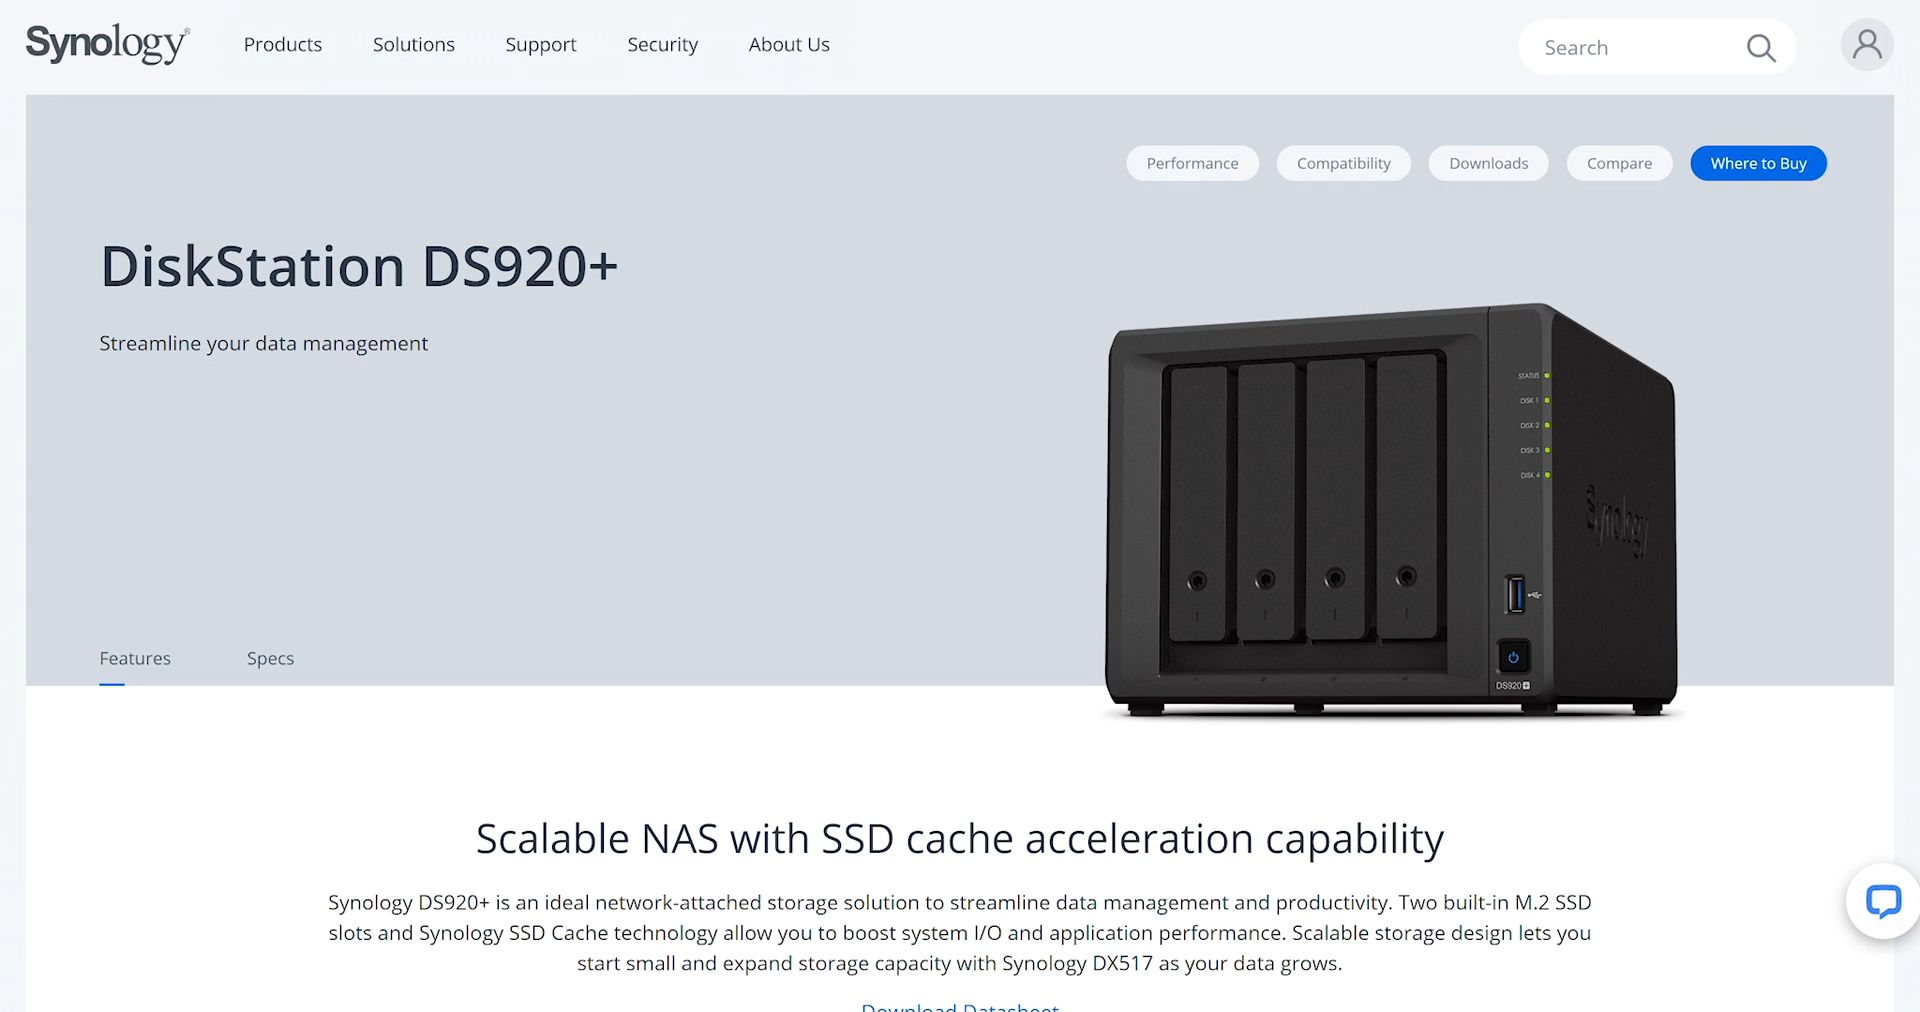 Synology®
Products
Solutions
Support
Security
About Us
Search
Performance
Compatibility
Downloads
Compare
Where to Buy
DiskStation DS920+
Streamline your data management
STATUS
DISK 1
DISK 2
DISK 3
DISK 4
Synology
DS920+
Features
Specs
Scalable NAS with SSD cache acceleration capability
Synology DS920+ is an ideal network-attached storage solution to streamline data management and productivity. Two built-in M.2 SSD
slots and Synology SSD Cache technology allow you to boost system I/O and application performance. Scalable storage design lets you
start small and expand storage capacity with Synology DX517 as your data grows.
Download Datasheet